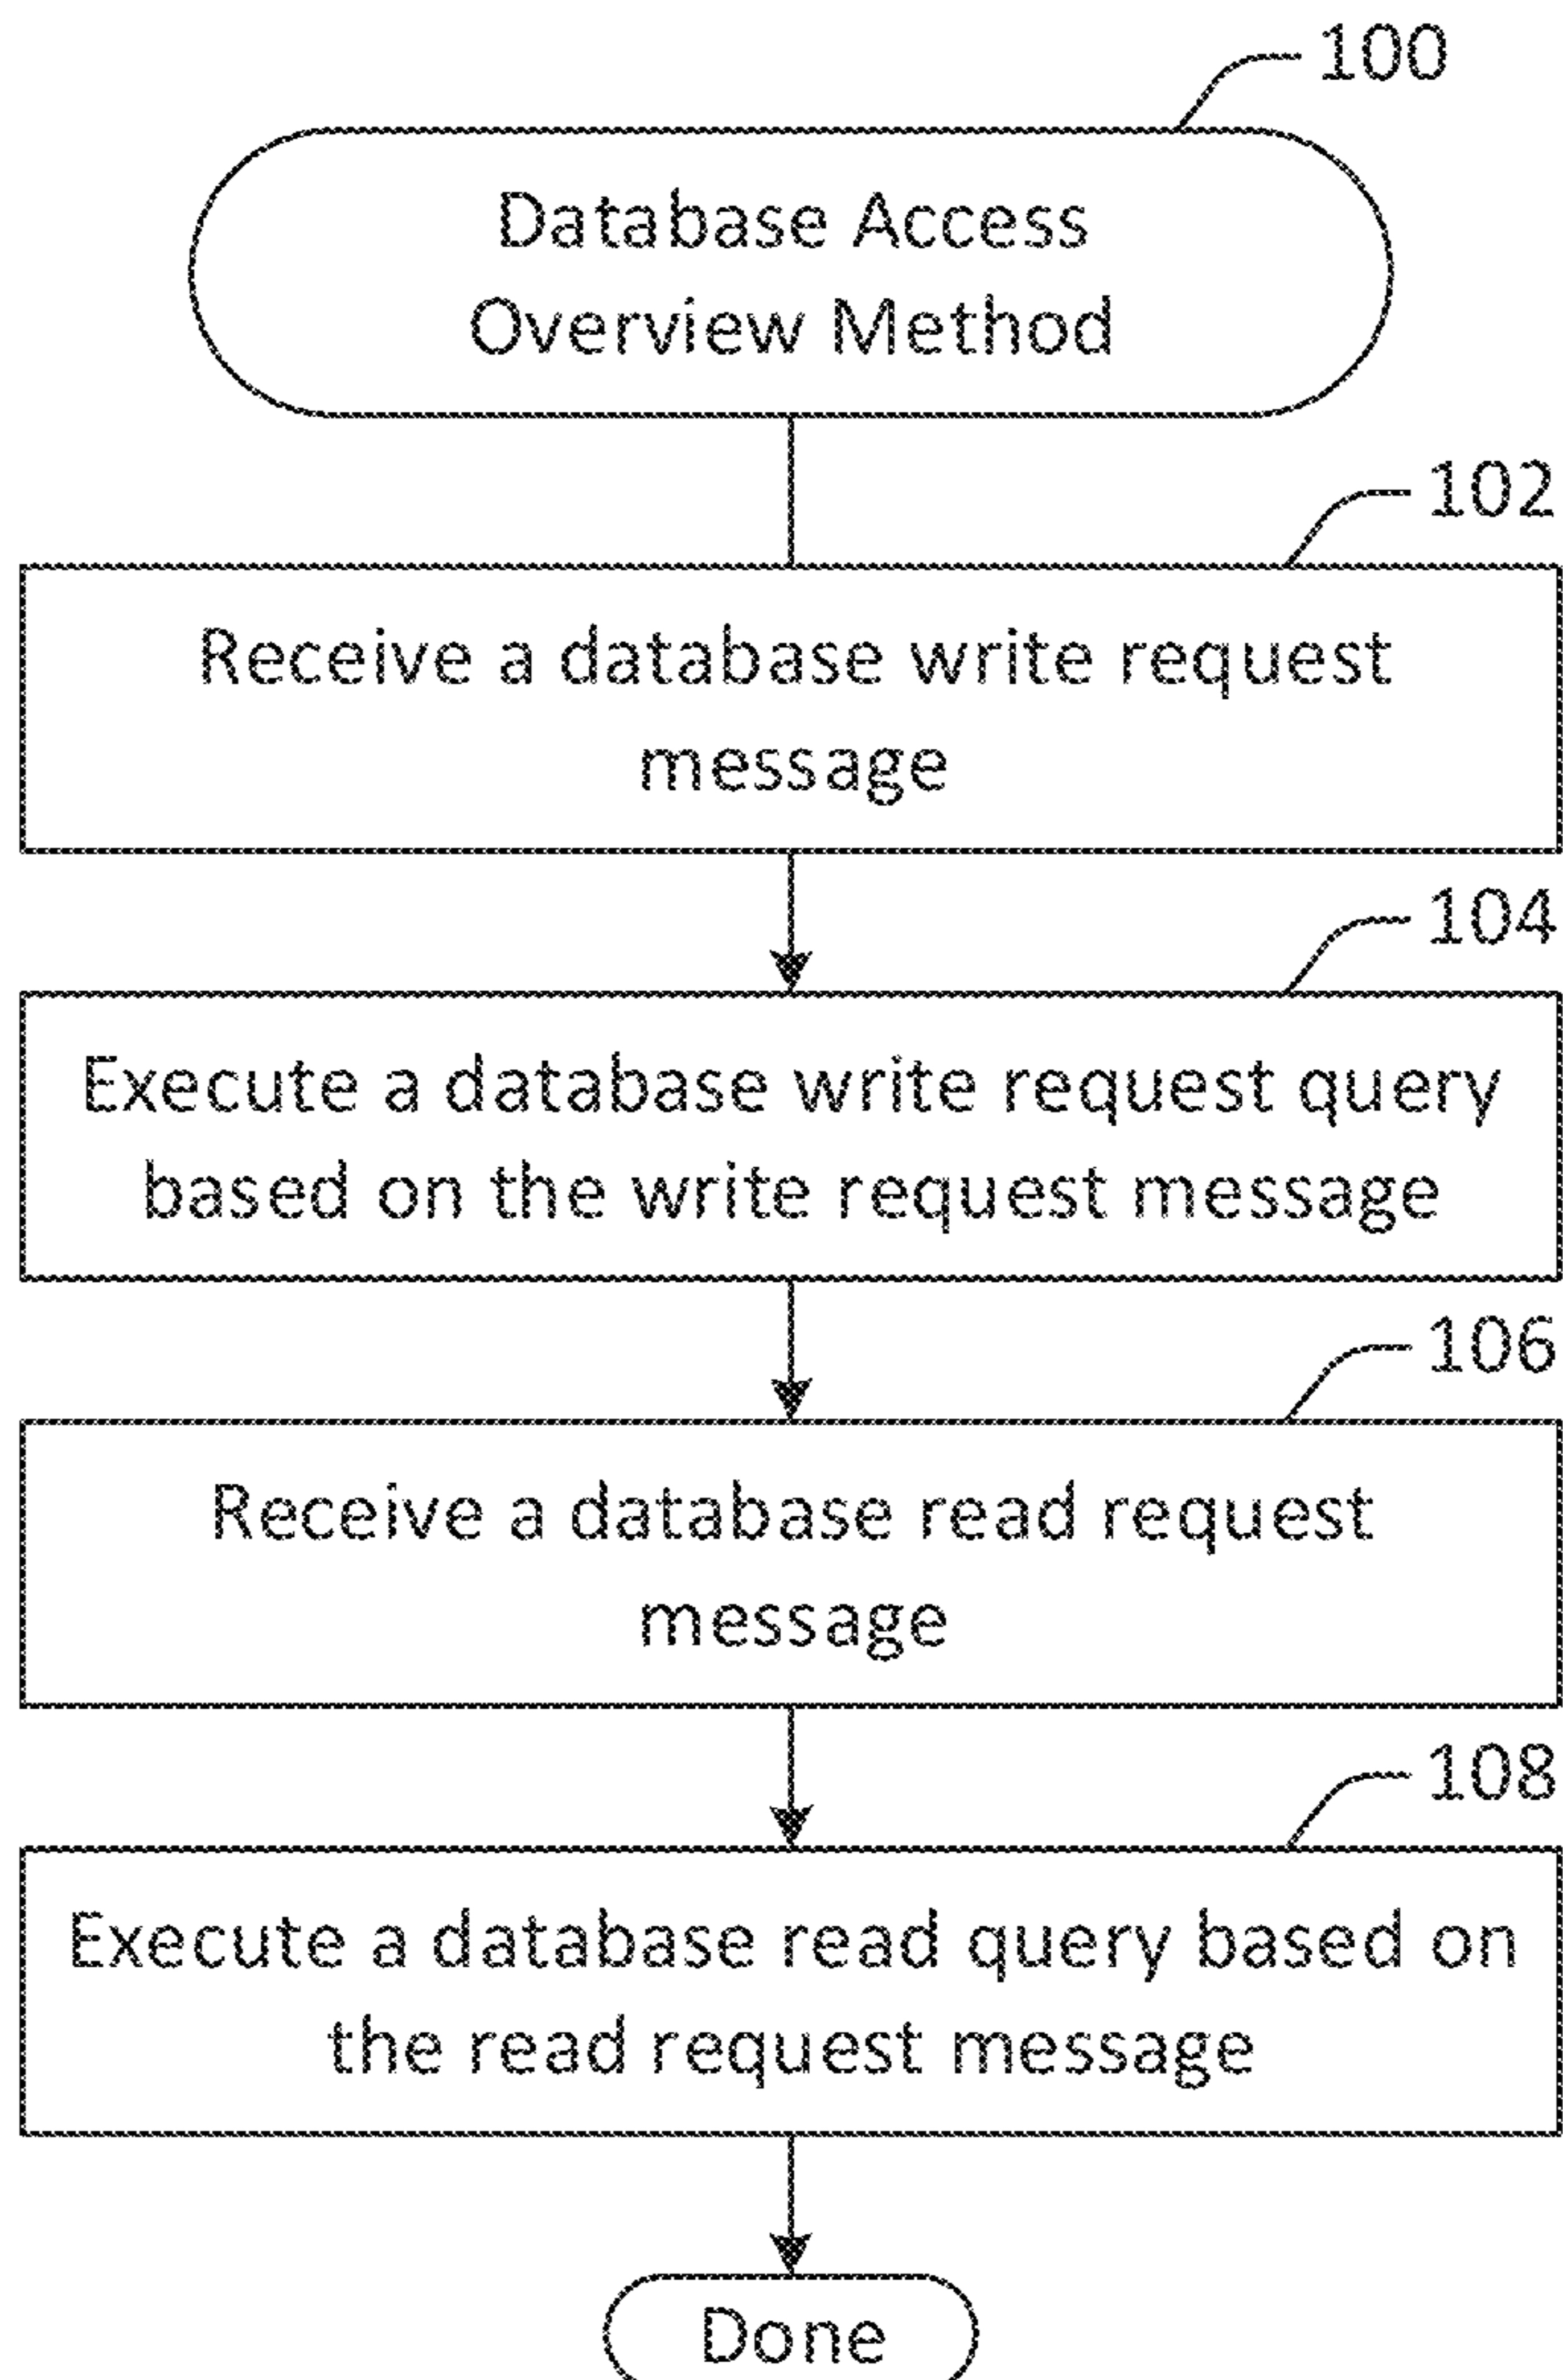 100
Database Access
Overview Method
102
Receive a database write request
message
104
Execute a database write request query
based on the write request message
106
Receive a database read request
message
108
Execute a database read query based on
the read request message
Done